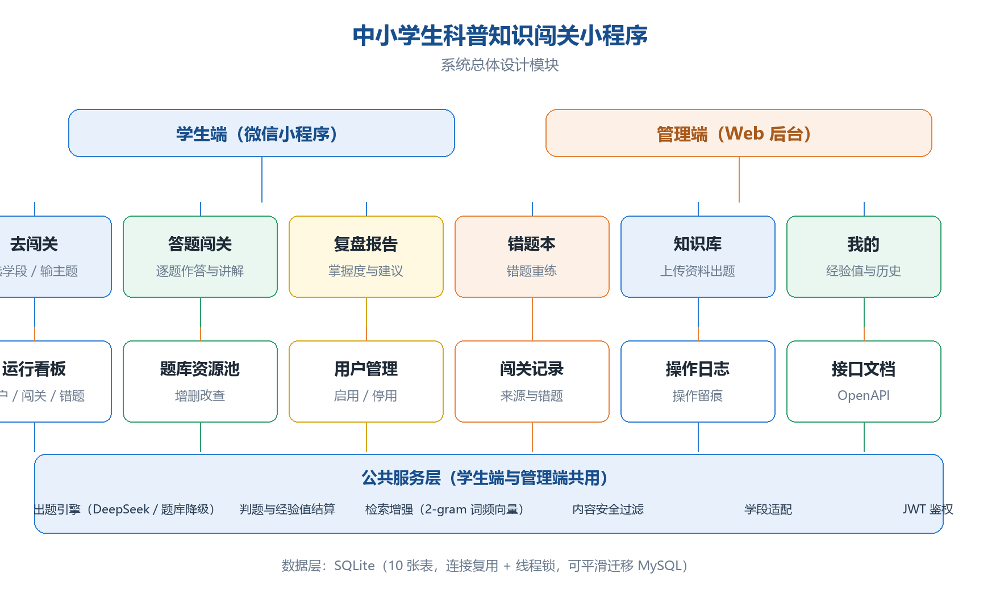 中小学生科普知识闯关小程序
系统总体设计模块
学生端（微信小程序）
管理端（Web 后台）
去闯关
答题闯关
复盘报告
错题本
知识库
我的
学段 / 输主题
逐题作答与讲解
掌握度与建议
错题重练
上传资料出题
经验值与历史
运行看板
题库资源池
用户管理
闯关记录
操作日志
接口文档
户 / 闯关 / 错题
增删改查
启用 / 停用
来源与错题
操作留痕
OpenAPI
公共服务层（学生端与管理端共用）
出题引擎（DeepSeek / 题库降级）
判题与经验值结算
检索增强（2-gram 词频向量）
内容安全过滤
学段适配
JWT 鉴权
数据层：SQLite（10 张表，连接复用 + 线程锁，可平滑迁移 MySQL）